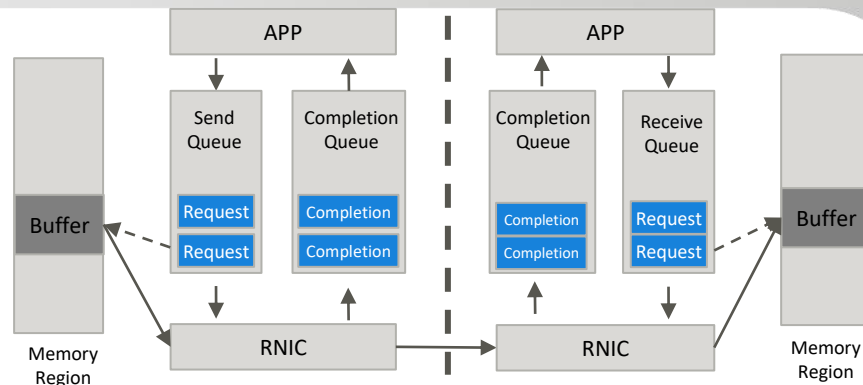 APP
APP
Send
Queue
Completion
Queue
Completion
Queue
Receive
Queue
Buffer
Request
Request
Completion
Completion
Completion
Completion
Request
Request
Buffer
RNIC
RNIC
Memory
Region
Memory
Region